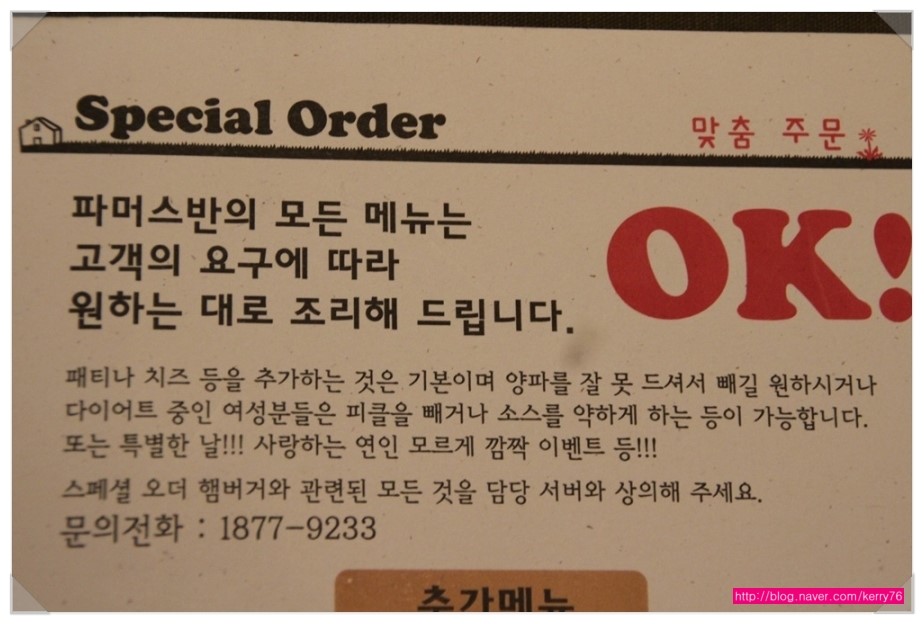 Special Order
맞춤 주문
파머스반의 모든 메뉴는
고객의 요구에 따라
원하는 대로 조리해 드립니다.
OK!
패티나 치즈 등을 추가하는 것은 기본이며 양파를 잘 못 드셔서 빼길 원하시거나
다이어트 중인 여성분들은 피클을 빼거나 소스를 약하게 하는 등이 가능합니다.
또는 특별한 날!!! 사랑하는 연인 모르게 깜짝 이벤트 등!!!
스페셜 오더 햄버거와 관련된 모든 것을 담당 서버와 상의해 주세요.
문의전화 : 1877-9233
추가메뉴
http://blog.naver.com/kerry76